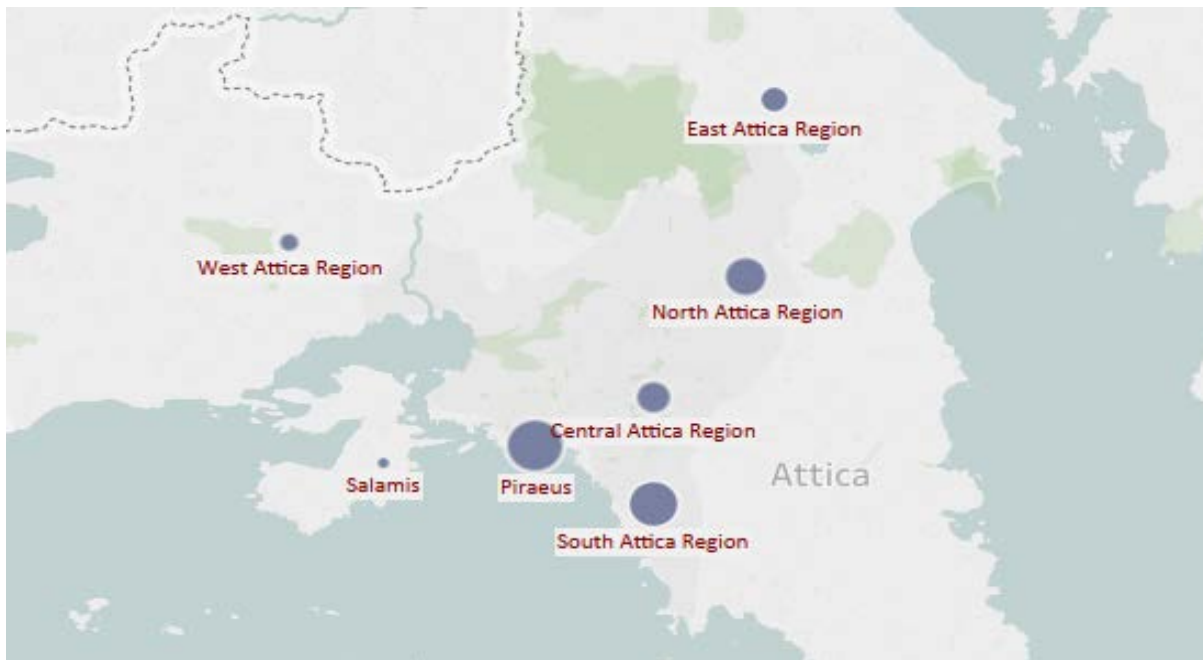 East Attica Region
West Attica Region
North Attica Region
Central Attica Region
Attica
Salamis
Piraeus
South Attica Region